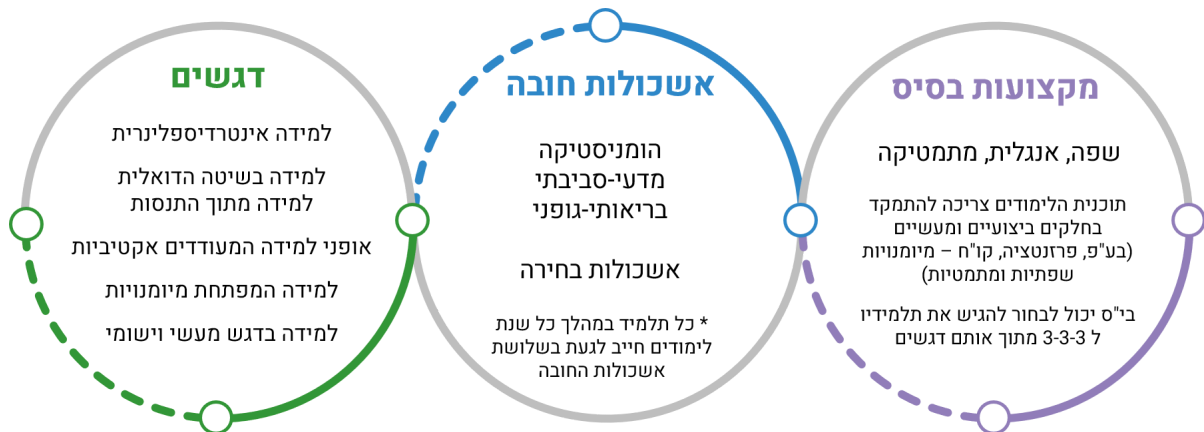 מקצועות בסיס
שפה, אנגלית, מתמטיקה
תוכנית הלימודים צריכה להתמקד
בחלקים ביצועיים ומעשיים
(בע"פ, פרזנטציה, קו"ח – מיומנויות
שפתיות ומתמטיות)
בי"ס יכול לבחור להגיש את תלמידיו
ל 3-3-3 מתוך אותם דגשים
אשכולות חובה
הומניסטיקה
מדעי-סביבתי
בריאותי-גופני
אשכולות בחירה
* כל תלמיד במהלך כל שנת
לימודים חייב לגעת בשלושת
אשכולות החובה
דגשים
למידה אינטרדיספלינרית
למידה בשיטה הדואלית
למידה מתוך התנסות
אופני למידה המעודדים אקטיביות
למידה המפתחת מיומנויות
למידה בדגש מעשי וישומי